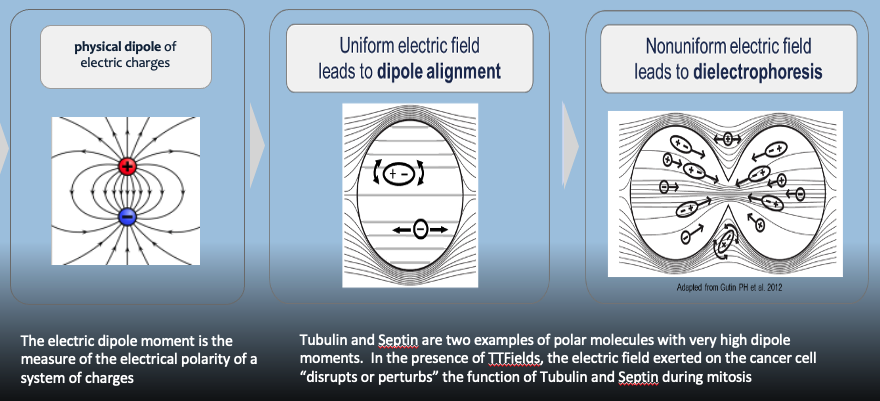 physical dipole of
electric charges
Uniform electric field
leads to dipole alignment
Nonuniform electric field
leads to dielectrophoresis
Adapted from Gutin PH et al. 2012
The electric dipole moment is the
measure of the electrical polarity of a
system of charges
Tubulin and Septin are two examples of polar molecules with very high dipole
moments. In the presence of TTFields, the electric field exerted on the cancer cell
“disrupts or perturbs” the function of Tubulin and Septin during mitosis